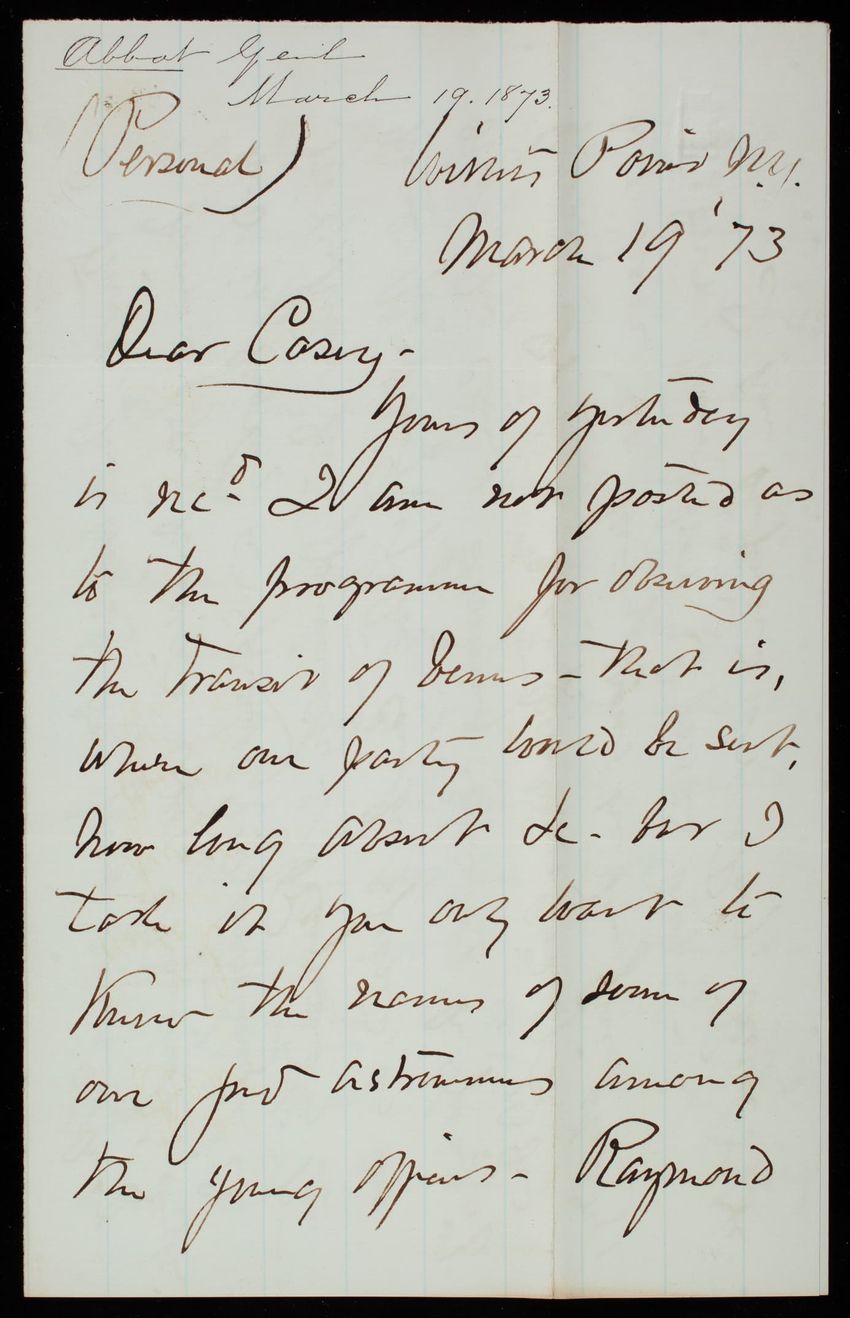 Abbot Genl
March 19. 1873.
(Personal)
Willets Point N.Y.
March 19 '73
Dear Casey -
Yours of yesterday
is recd. I am not posted as
to the programme for observing
the Transit of Venus - that is,
where our party would be sent,
how long absent &c - but I
take it you only want to
know the names of some of
our good astronomers among
the young officers - Raymond